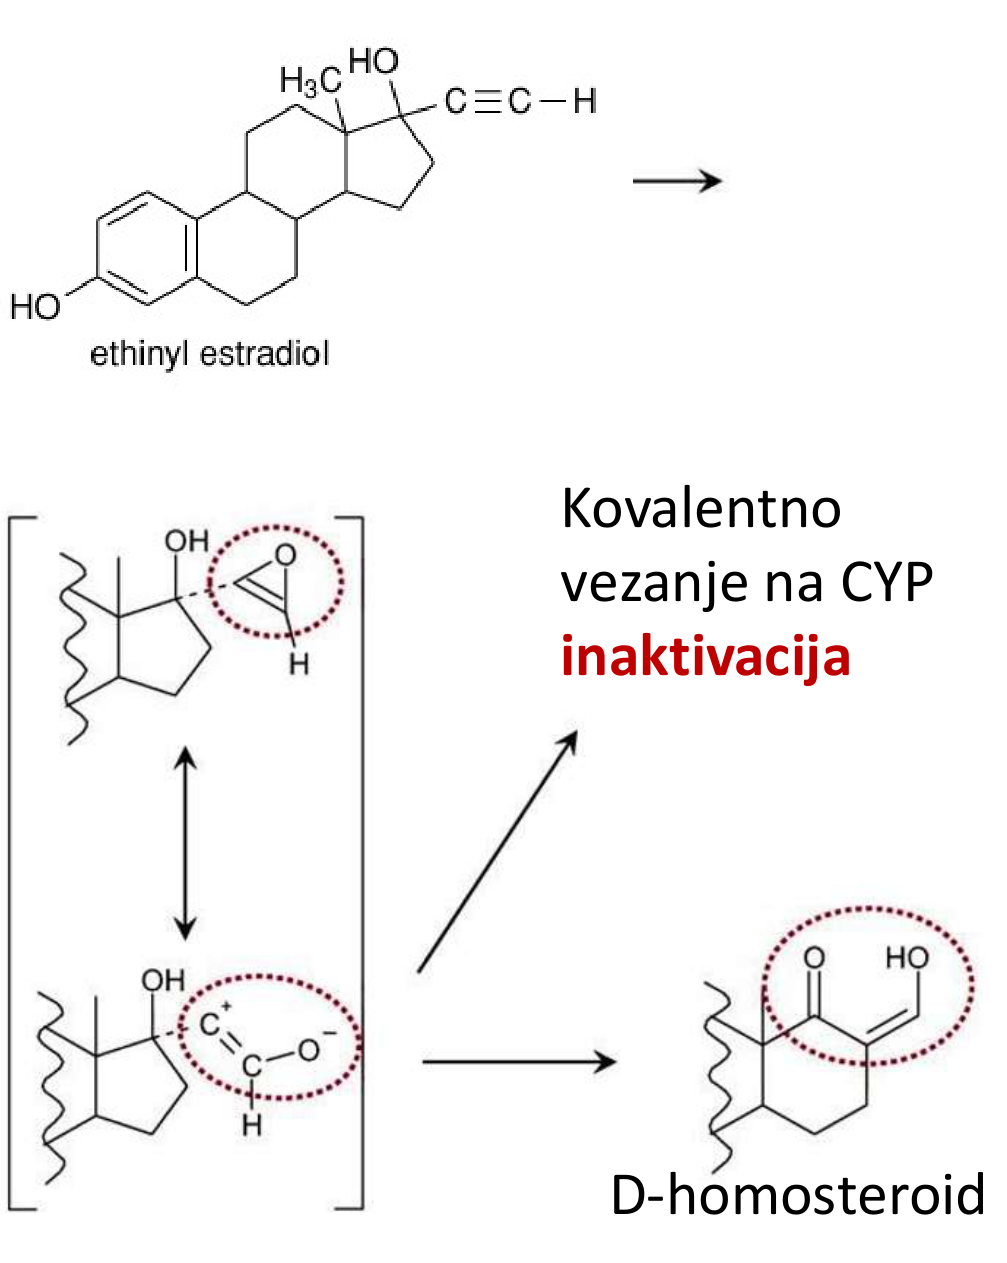 H₃C HO
C≡C−H
HO
ethinyl estradiol
Kovalentno
vezanje na CYP
inaktivacija
OH
O
H
OH
C⁺
C O⁻
H
O HO
D-homosteroid